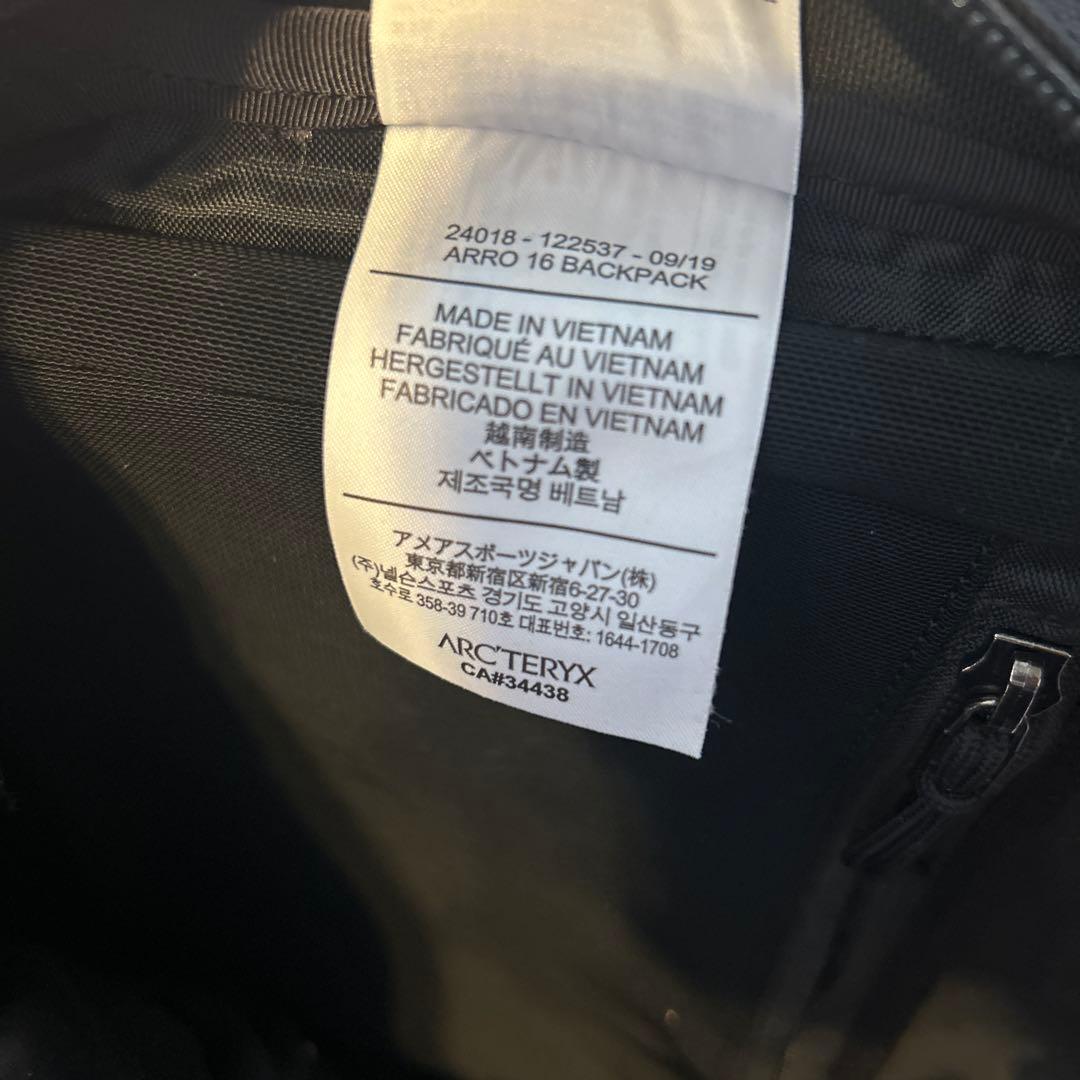 24018 - 122537 - 09/19
ARRO 16 BACKPACK
MADE IN VIETNAM
FABRIQUÉ AU VIETNAM
HERGESTELLT IN VIETNAM
FABRICADO EN VIETNAM
越南制造
ベトナム製
제조국명 베트남
アメアスポーツジャパン(株)
東京都新宿区新宿6-27-30
(주)넬슨스포츠 경기도 고양시 일산동구
호수로 358-39 710호 대표번호: 1644-1708
ARC'TERYX
CA#34438